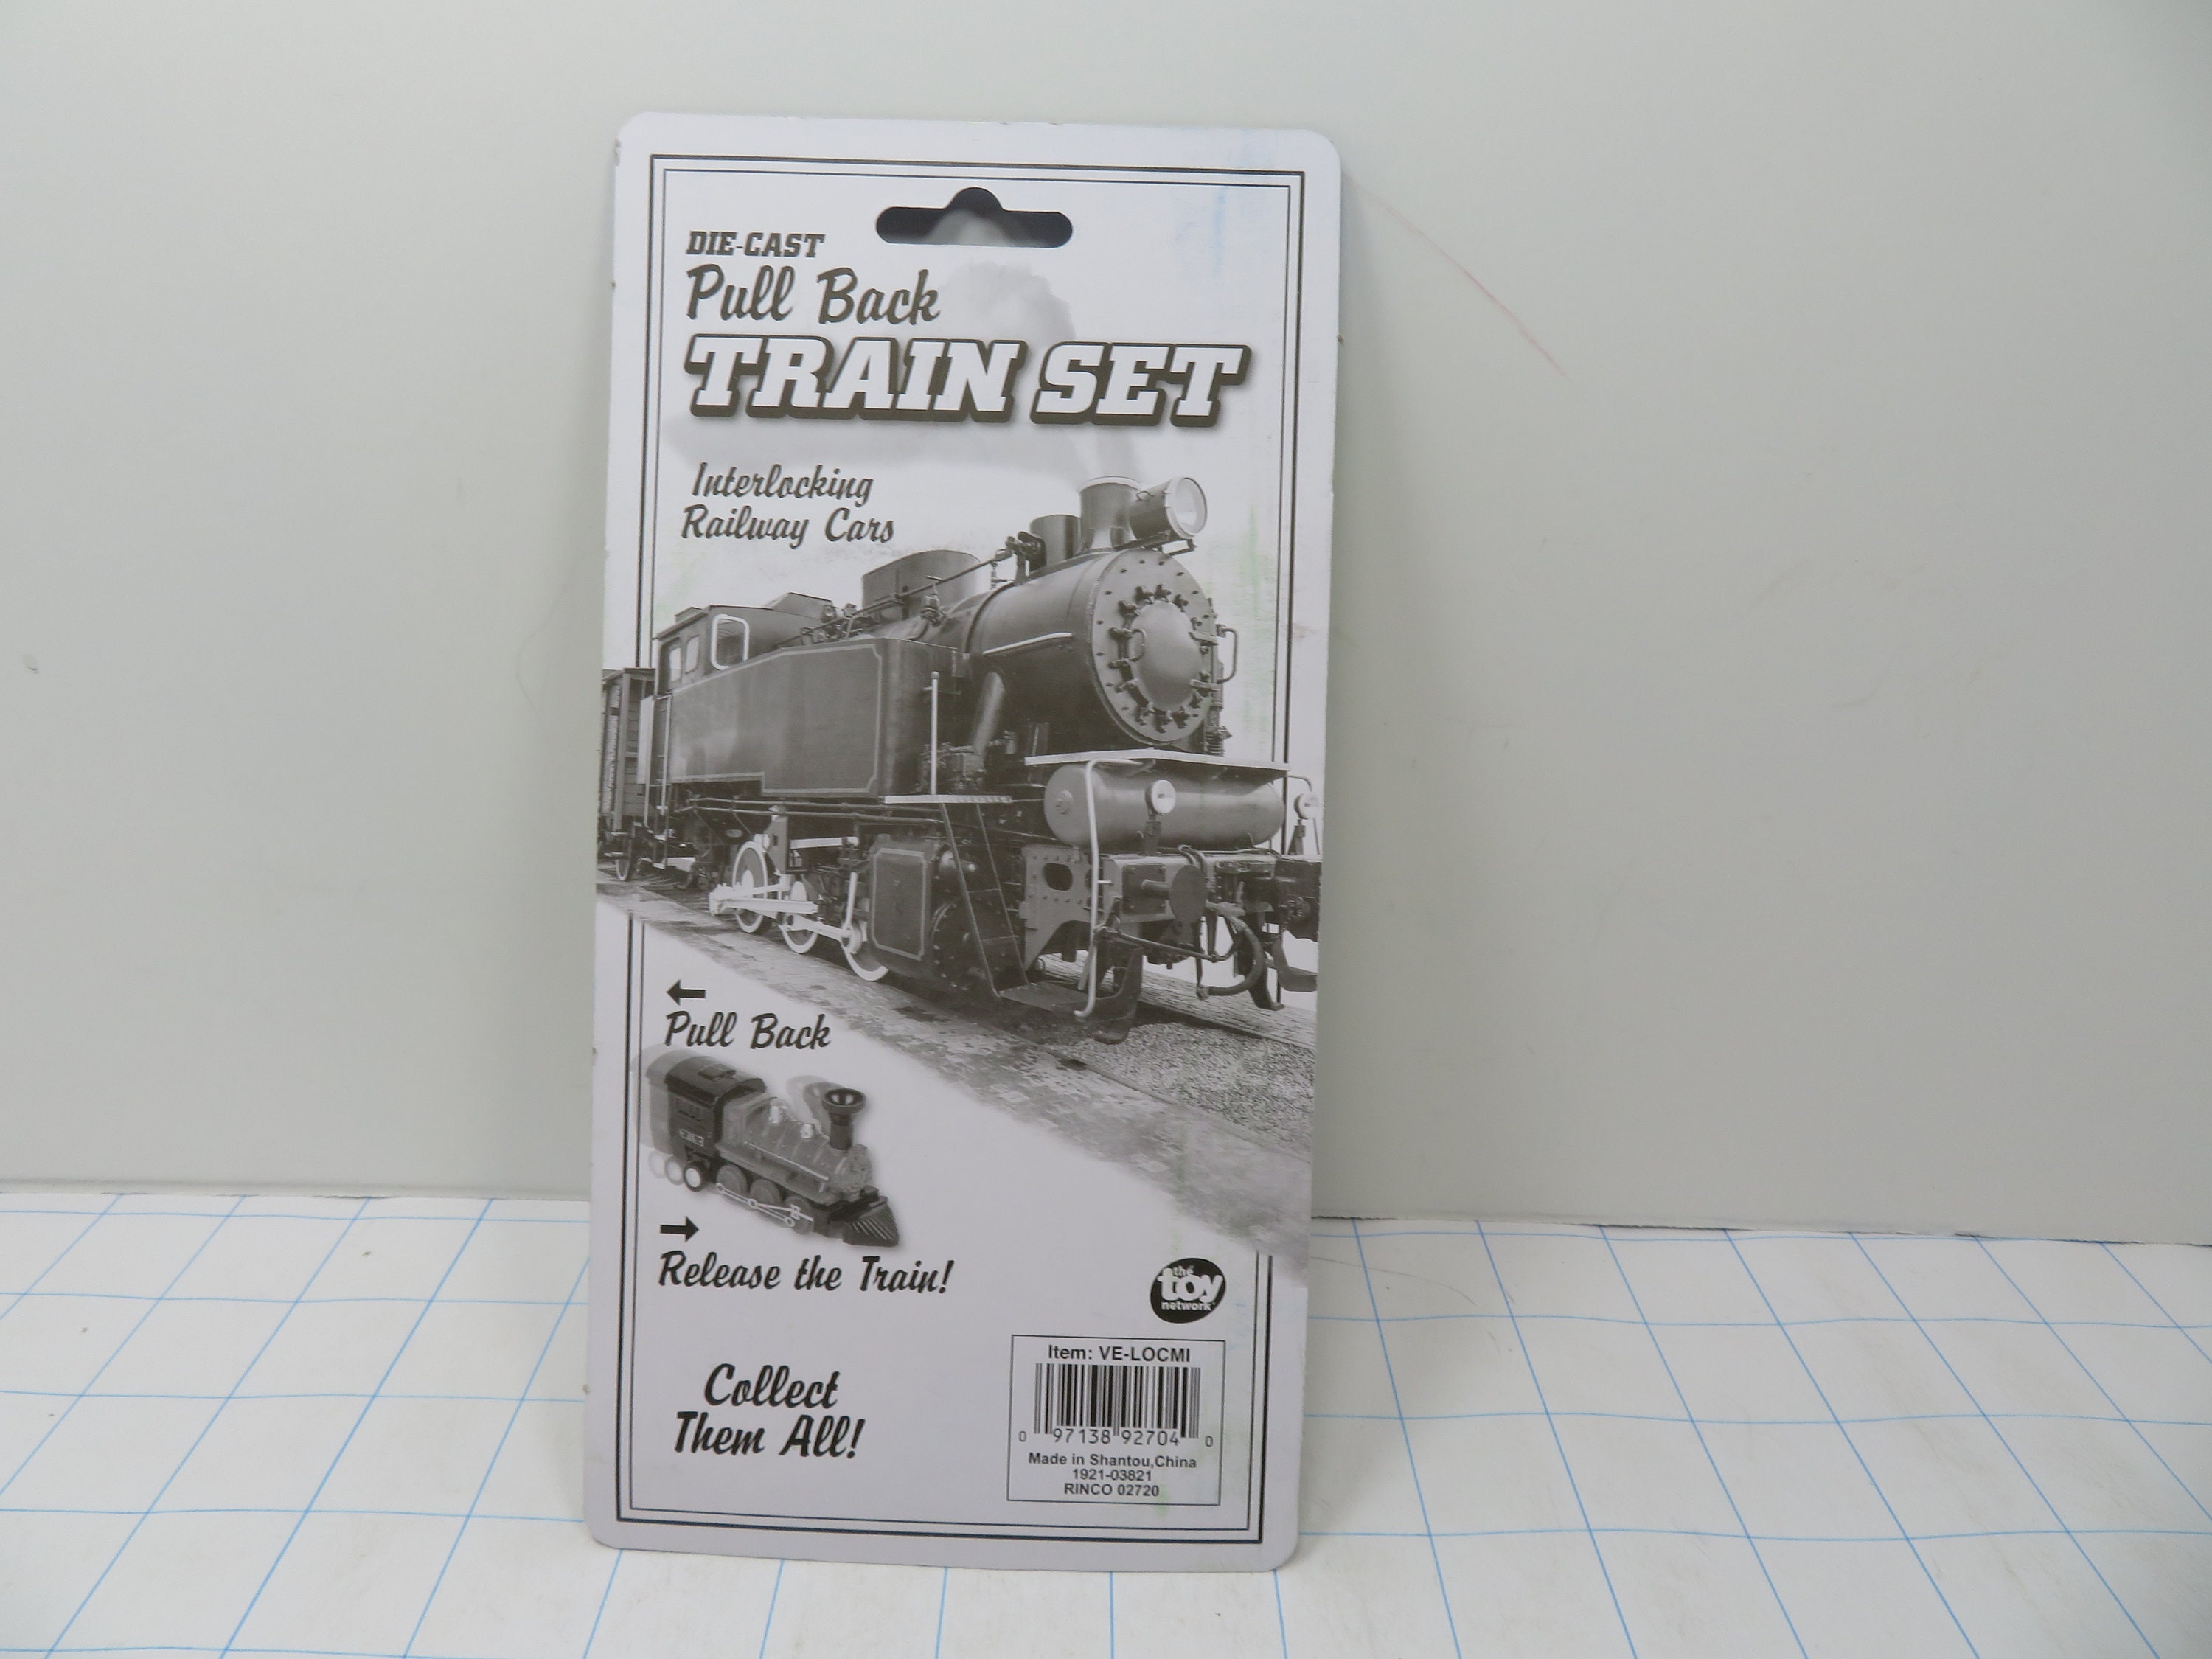 DIE-CAST
Pull Back
TRAIN SET
Interlocking
Railway Cars
Pull Back
Release the Train!
the
toy
network
Collect
Them All!
Item: VE-LOCMI
0 97138 92704 0
Made in Shantou,China
1921-03821
RINCO 02720